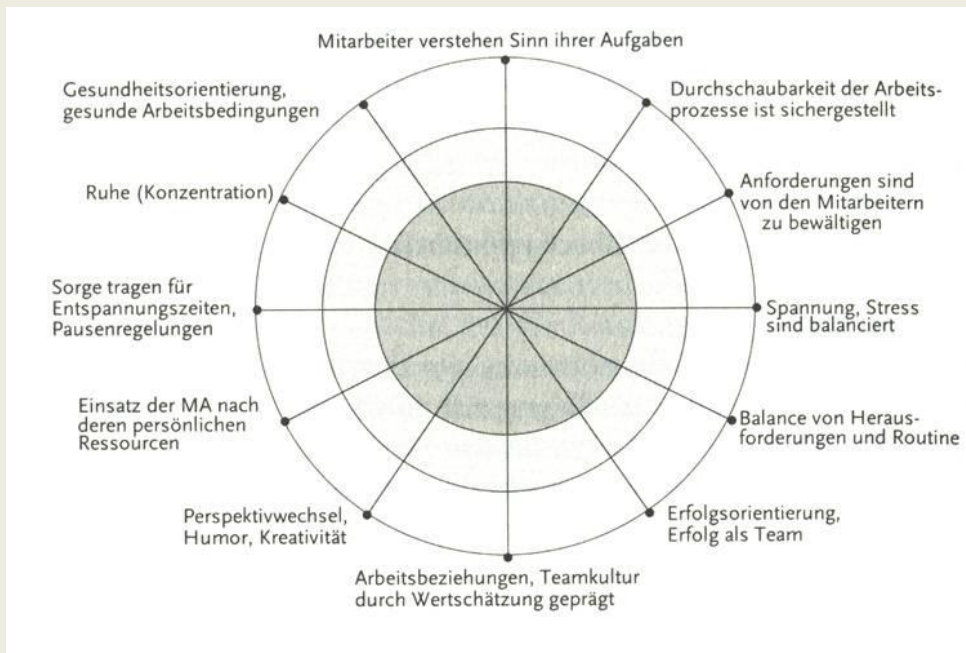 Mitarbeiter verstehen Sinn ihrer Aufgaben
Durchschaubarkeit der Arbeits-
prozesse ist sichergestellt
Anforderungen sind
von den Mitarbeitern
zu bewältigen
Spannung, Stress
sind balanciert
Balance von Heraus-
forderungen und Routine
Erfolgsorientierung,
Erfolg als Team
Arbeitsbeziehungen, Teamkultur
durch Wertschätzung geprägt
Perspektivwechsel,
Humor, Kreativität
Einsatz der MA nach
deren persönlichen
Ressourcen
Sorge tragen für
Entspannungszeiten,
Pausenregelungen
Ruhe (Konzentration)
Gesundheitsorientierung,
gesunde Arbeitsbedingungen